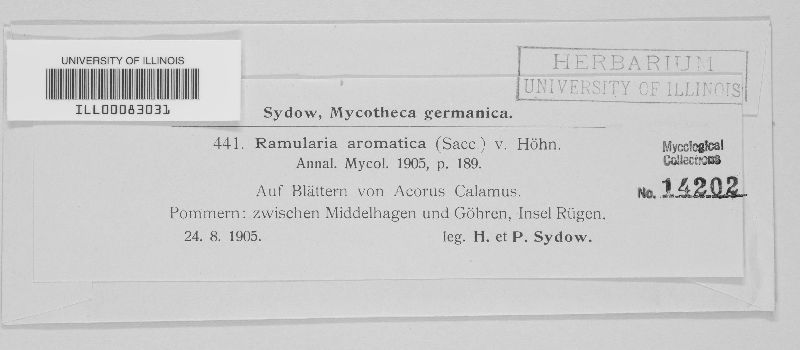 UNIVERSITY OF ILLINOIS
ILL00083031
HERBARIUM
UNIVERSITY OF ILLINOIS
Sydow, Mycotheca germanica.
441. Ramularia aromatica (Sacc) v. Höhn.
Annal. Mycol. 1905, p. 189.
Mycological
Collections
No. 14202
Auf Blättern von Acorus Calamus.
Pommern: zwischen Middelhagen und Göhren, Insel Rügen.
24. 8. 1905. leg. H. et P. Sydow.